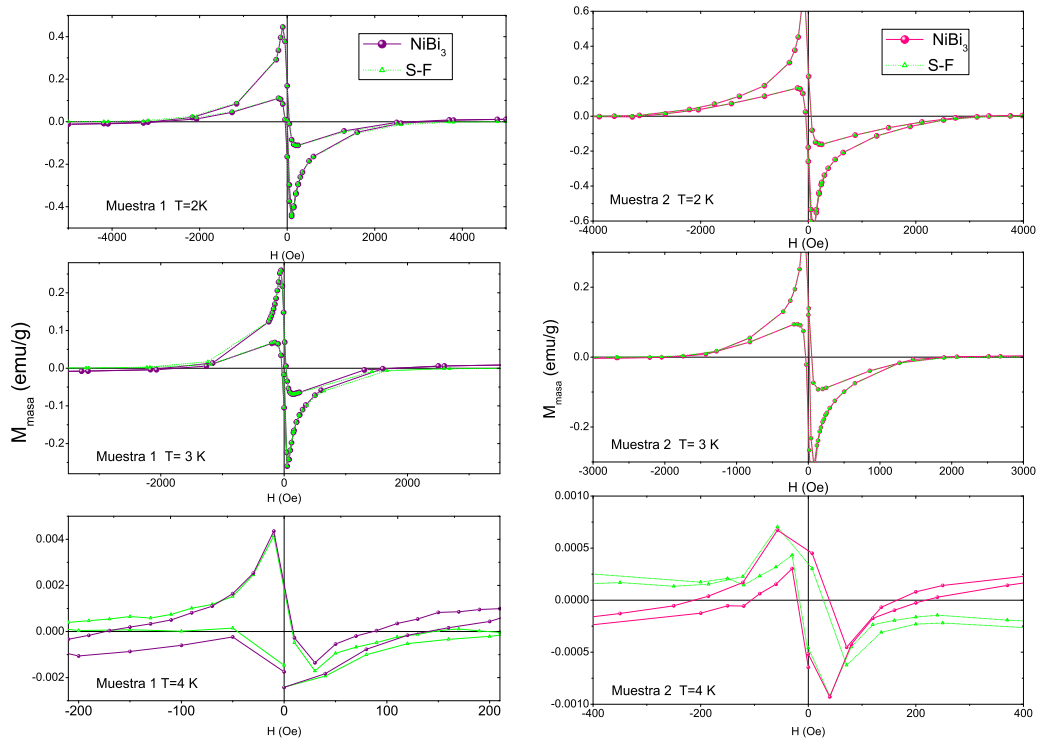 0.4
0.2
0.0
-0.2
-0.4
NiBi3
S-F
Muestra 1 T=2K
-4000 -2000 0 2000 4000
H (Oe)
0.6
0.4
0.2
0.0
-0.2
-0.4
-0.6
NiBi3
S-F
Muestra 2 T=2 K
-4000 -2000 0 2000 4000
H (Oe)
Mmasa (emu/g)
0.2
0.1
0.0
-0.1
-0.2
Muestra 1 T= 3 K
-2000 0 2000
H (Oe)
Mmasa (emu/g)
0.2
0.0
-0.2
Muestra 2 T= 3 K
-3000 -2000 -1000 0 1000 2000 3000
H (Oe)
0.004
0.002
0.000
-0.002
Muestra 1 T=4 K
-200 -100 0 100 200
H (Oe)
0.0010
0.0005
0.0000
-0.0005
-0.0010
Muestra 2 T=4 K
-400 -200 0 200 400
H (Oe)